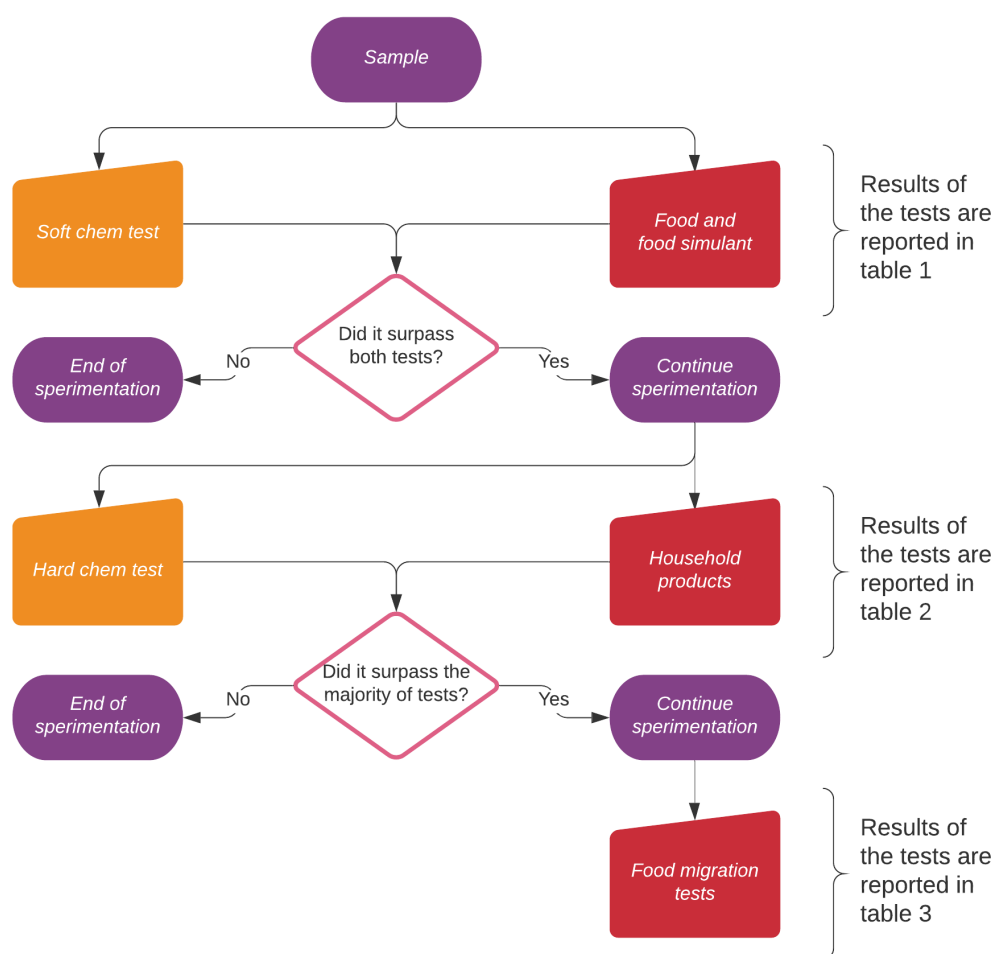 Sample
Soft chem test
Food and
food simulant
Results of
the tests are
reported in
table 1
Did it surpass
both tests?
No
Yes
End of
sperimentation
Continue
sperimentation
Hard chem test
Household
products
Results of
the tests are
reported in
table 2
Did it surpass the
majority of tests?
No
Yes
End of
sperimentation
Continue
sperimentation
Food migration
tests
Results of
the tests are
reported in
table 3